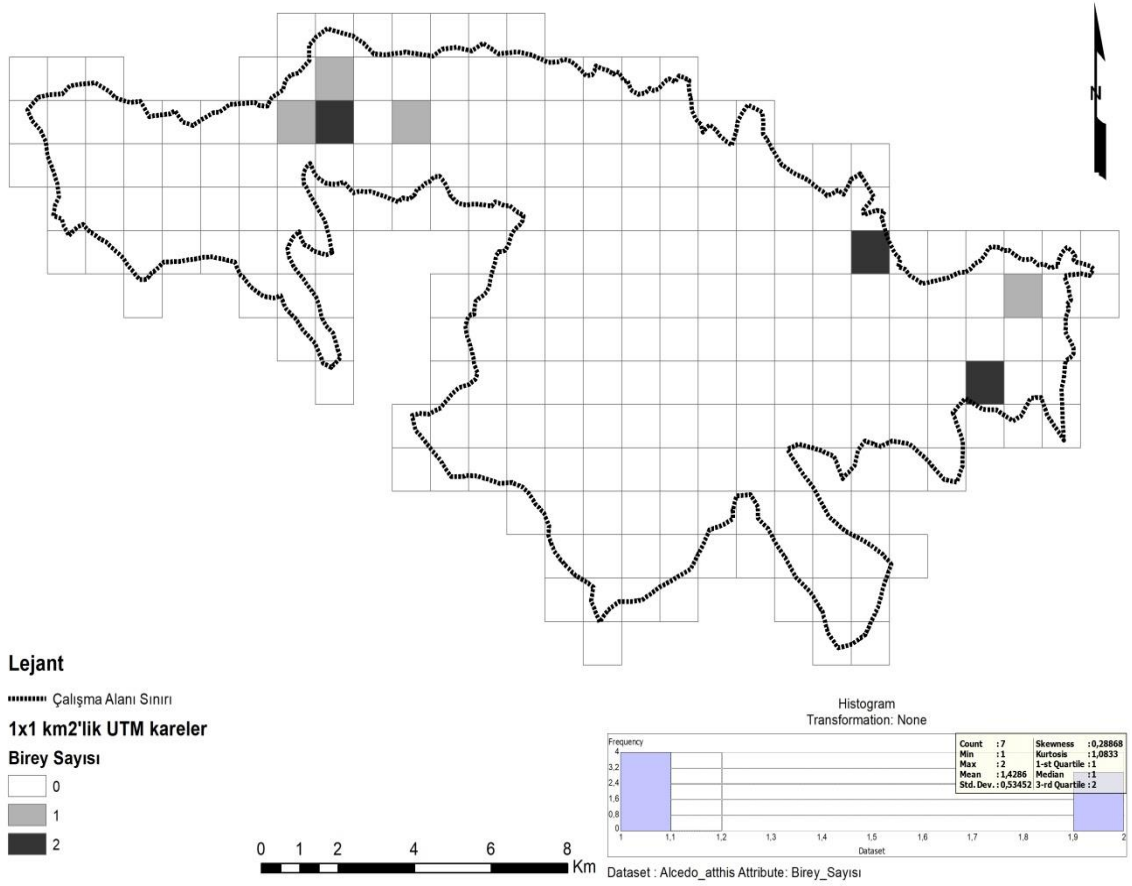 N
Lejant
Çalışma Alanı Sınırı
1x1 km2'lik UTM kareler
Birey Sayısı
0
1
2
0 1 2 4 6 8
Km
Histogram
Transformation: None
Frequency
4
3,2
2,4
1,6
0,8
0
1 1,1 1,2 1,3 1,4 1,5 1,6 1,7 1,8 1,9 2
Dataset
Count : 7 Skewness : 0,28868
Min : 1 Kurtosis : 1,0833
Max : 2 1-st Quartile : 1
Mean : 1,4286 Median : 1
Std. Dev. : 0,53452 3-rd Quartile : 2
Dataset : Alcedo_atthis Attribute: Birey_Sayısı